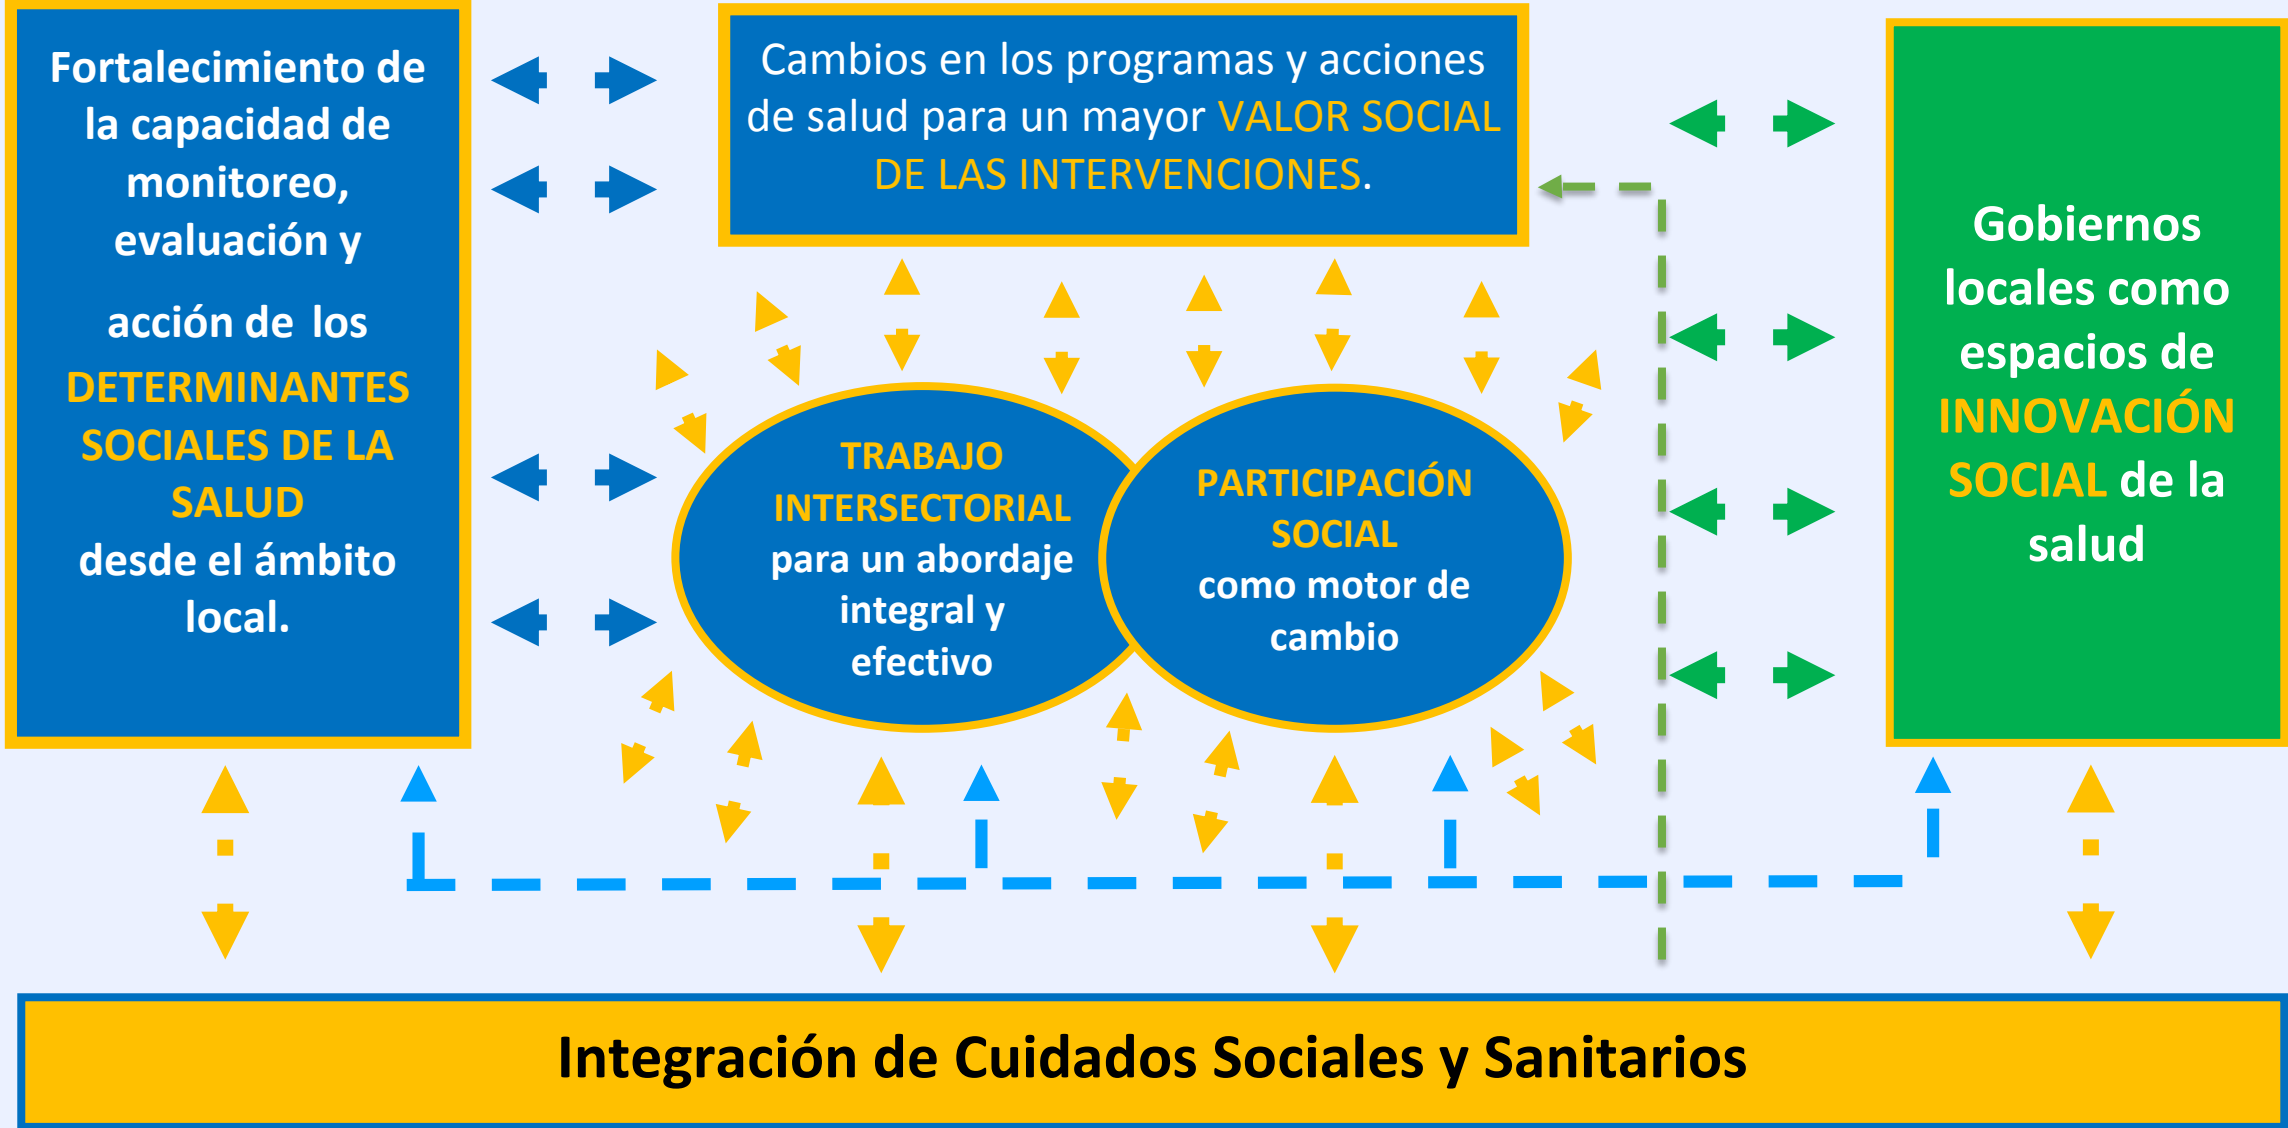 Fortalecimiento de
la capacidad de
monitoreo,
evaluación y
acción de los
DETERMINANTES
SOCIALES DE LA
SALUD
desde el ámbito
local.
Cambios en los programas y acciones
de salud para un mayor VALOR SOCIAL
DE LAS INTERVENCIONES.
TRABAJO
INTERSECTORIAL
para un abordaje
integral y
efectivo
PARTICIPACIÓN
SOCIAL
como motor de
cambio
Gobiernos
locales como
espacios de
INNOVACIÓN
SOCIAL de la
salud
Integración de Cuidados Sociales y Sanitarios